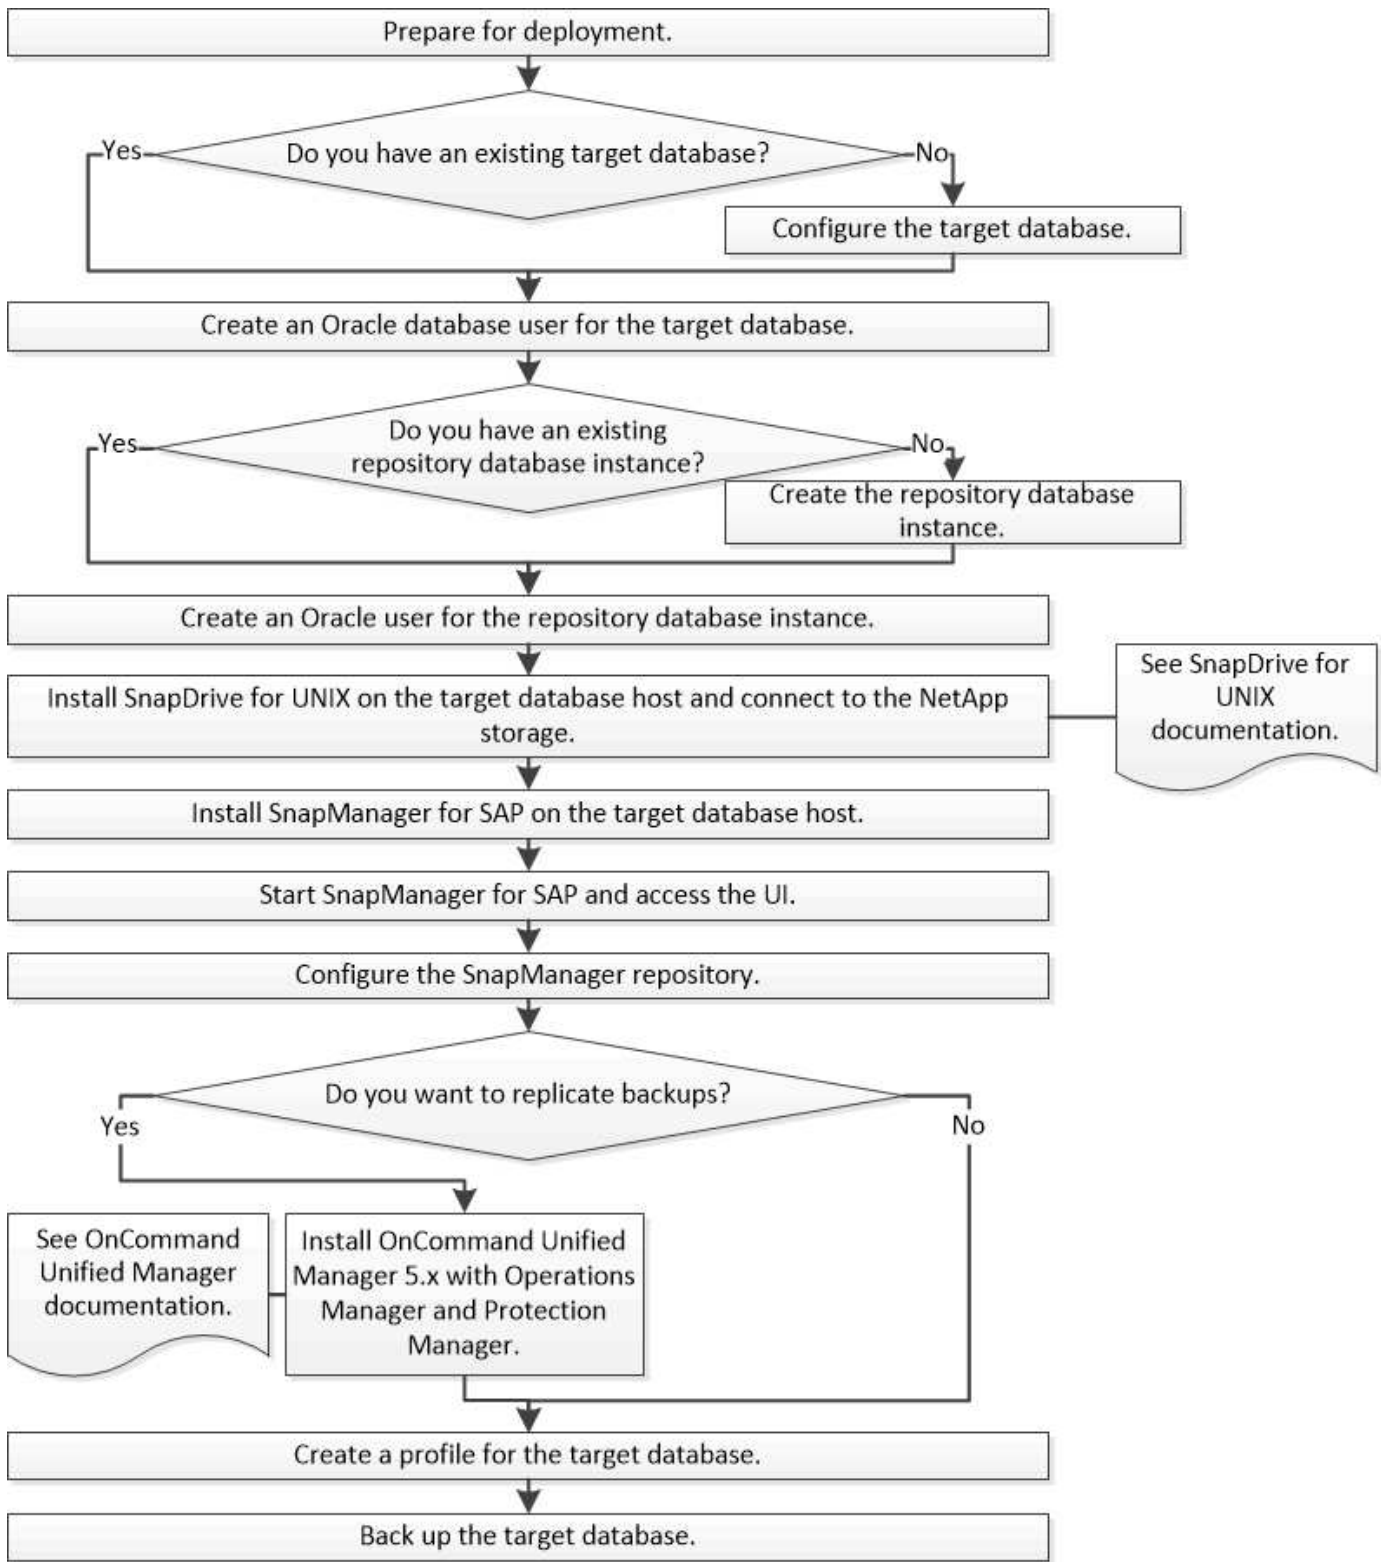 Prepare for deployment.
Yes
Do you have an existing target database?
No
Configure the target database.
Create an Oracle database user for the target database.
Yes
Do you have an existing
repository database instance?
No
Create the repository database
instance.
Create an Oracle user for the repository database instance.
Install SnapDrive for UNIX on the target database host and connect to the NetApp
storage.
See SnapDrive for
UNIX
documentation.
Install SnapManager for SAP on the target database host.
Start SnapManager for SAP and access the UI.
Configure the SnapManager repository.
Do you want to replicate backups?
Yes
No
See OnCommand
Unified Manager
documentation.
Install OnCommand Unified
Manager 5.x with Operations
Manager and Protection
Manager.
Create a profile for the target database.
Back up the target database.